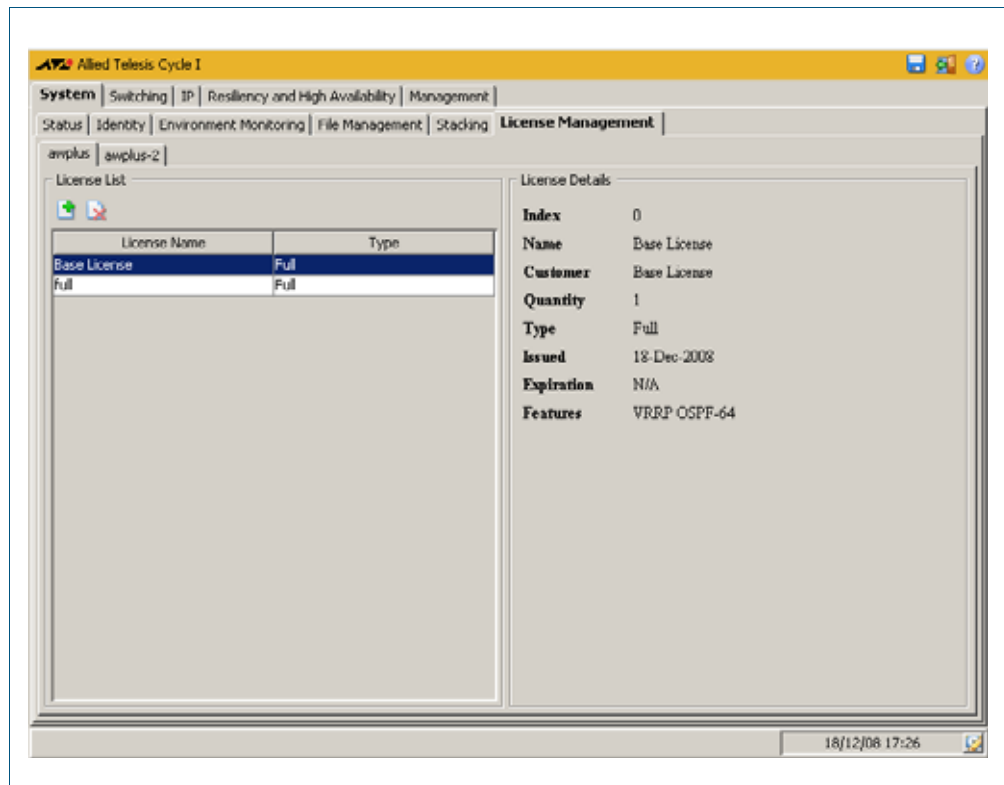 Allied Telesis Cycle I
System Switching IP Resiliency and High Availability Management
Status Identity Environment Monitoring File Management Stacking License Management
awplus awplus-2
License List
License Name Type
Base License Full
full Full
License Details
Index 0
Name Base License
Customer Base License
Quantity 1
Type Full
Issued 18-Dec-2008
Expiration N/A
Features VRRP OSPF-64
18/12/08 17:26